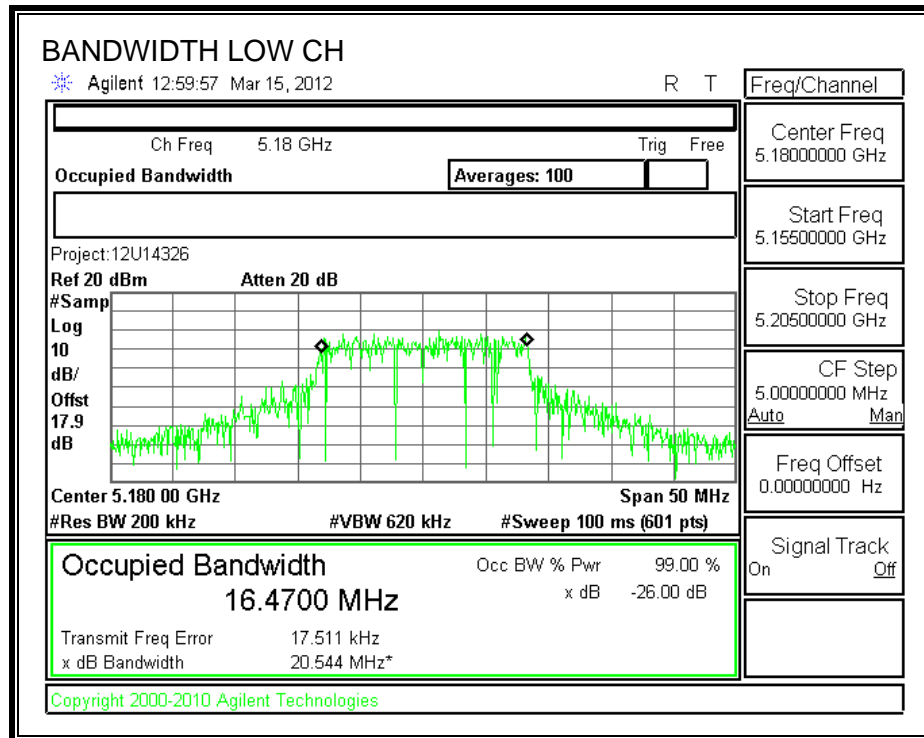 BANDWIDTH LOW CH
Agilent 12:59:57 Mar 15, 2012 R T
Freq/Channel
Ch Freq 5.18 GHz Trig Free
Occupied Bandwidth Averages: 100
Center Freq
5.18000000 GHz
Start Freq
5.15500000 GHz
Stop Freq
5.20500000 GHz
CF Step
5.00000000 MHz
Auto Man
Freq Offset
0.00000000 Hz
Signal Track
On Off
Project:12U14326
Ref 20 dBm Atten 20 dB
#Samp
Log
10
dB/
Offst
17.9
dB
Center 5.180 00 GHz Span 50 MHz
#Res BW 200 kHz #VBW 620 kHz #Sweep 100 ms (601 pts)
Occupied Bandwidth Occ BW % Pwr 99.00 %
16.4700 MHz x dB -26.00 dB
Transmit Freq Error 17.511 kHz
x dB Bandwidth 20.544 MHz*
Copyright 2000-2010 Agilent Technologies